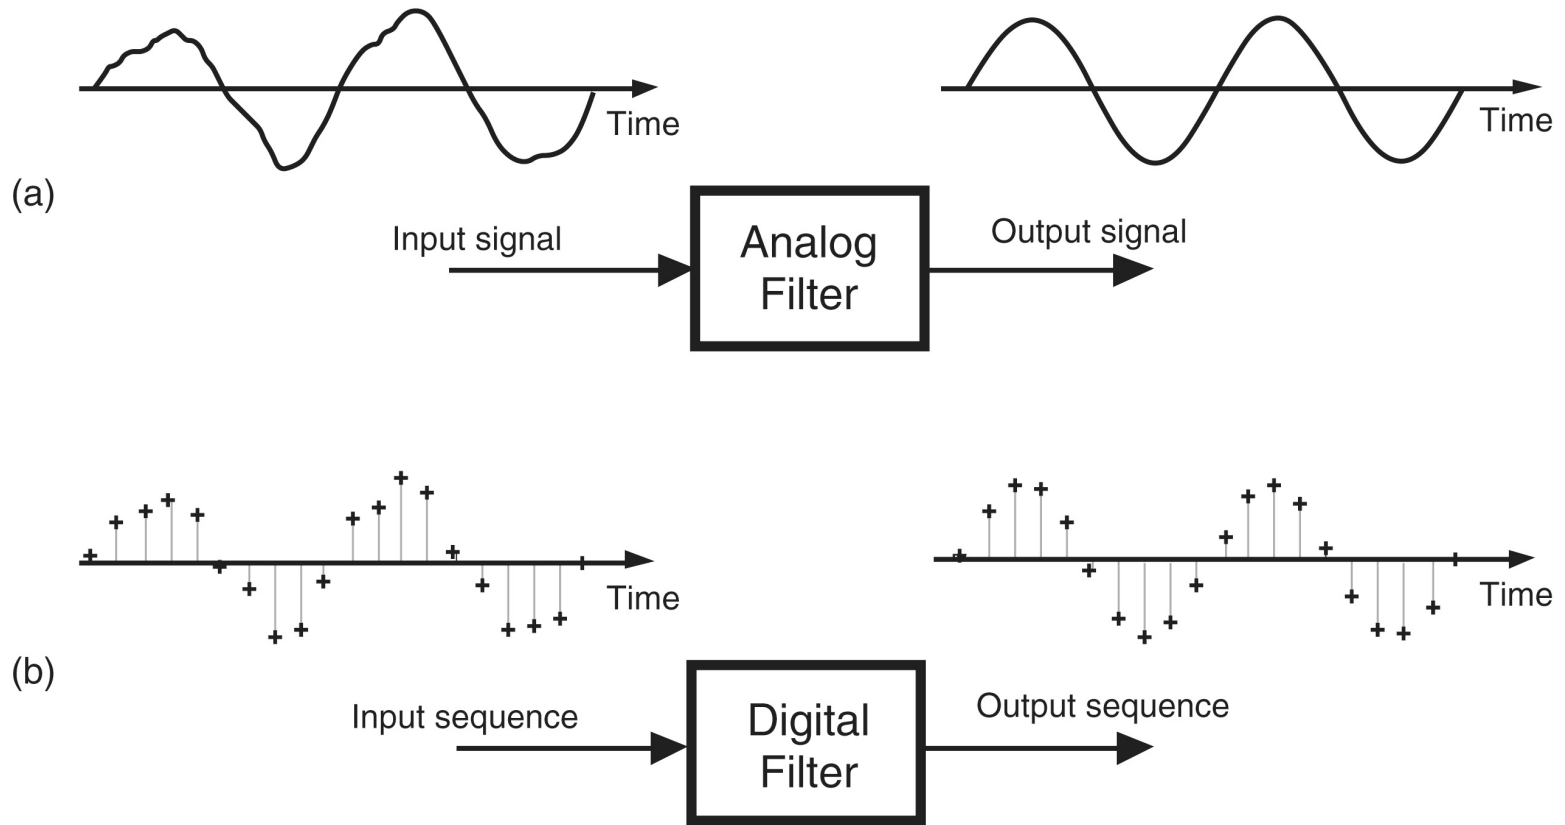 Time
Time
(a)
Input signal
Analog
Filter
Output signal
Time
Time
(b)
Input sequence
Digital
Filter
Output sequence